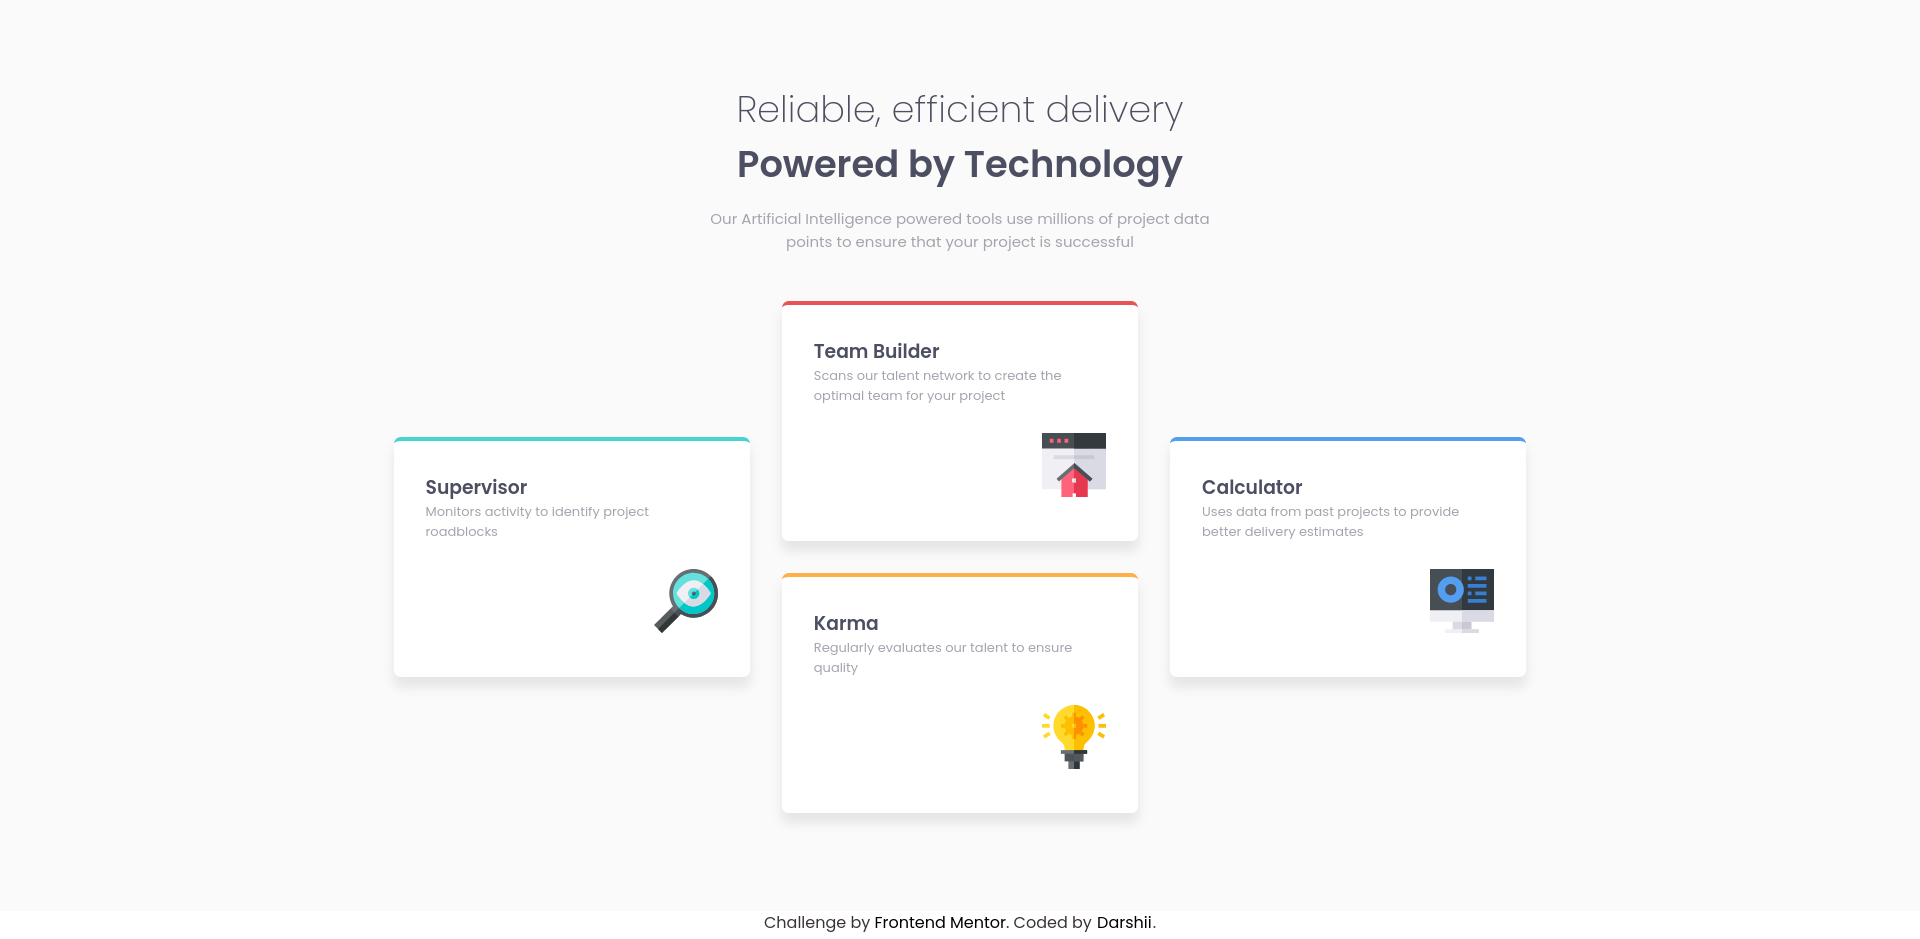 Reliable, efficient delivery
Powered by Technology
Our Artificial Intelligence powered tools use millions of project data
points to ensure that your project is successful
Team Builder
Scans our talent network to create the
optimal team for your project
Supervisor
Monitors activity to identify project
roadblocks
Calculator
Uses data from past projects to provide
better delivery estimates
Karma
Regularly evaluates our talent to ensure
quality
Challenge by Frontend Mentor. Coded by Darshii.